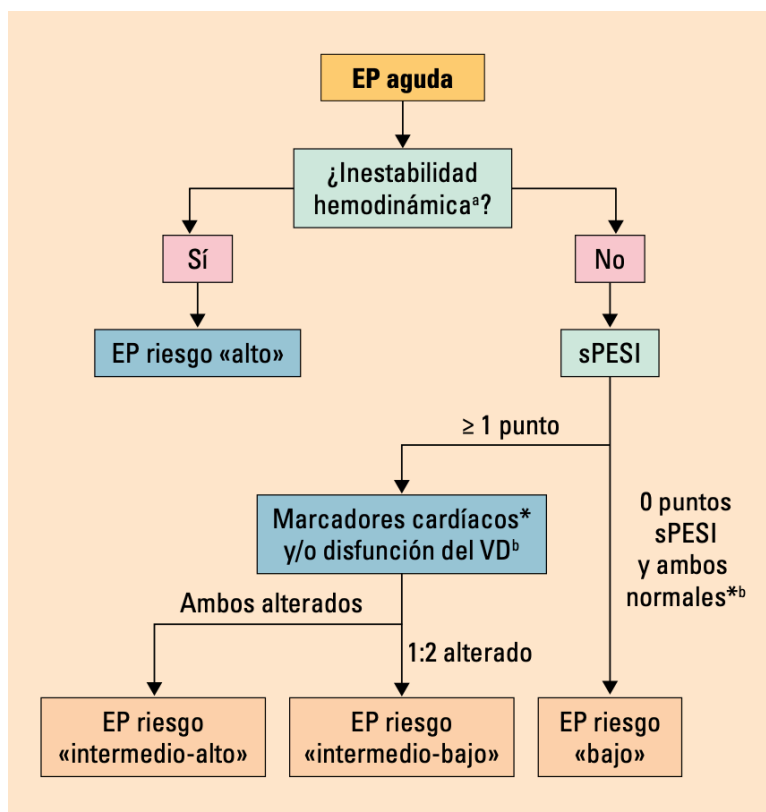 EP aguda
¿Inestabilidad
hemodinámicaᵃ?
Sí
No
EP riesgo «alto»
sPESI
≥ 1 punto
Marcadores cardíacos*
y/o disfunción del VDᵇ
0 puntos
sPESI
y ambos
normales*ᵇ
Ambos alterados
1:2 alterado
EP riesgo
«intermedio-alto»
EP riesgo
«intermedio-bajo»
EP riesgo
«bajo»